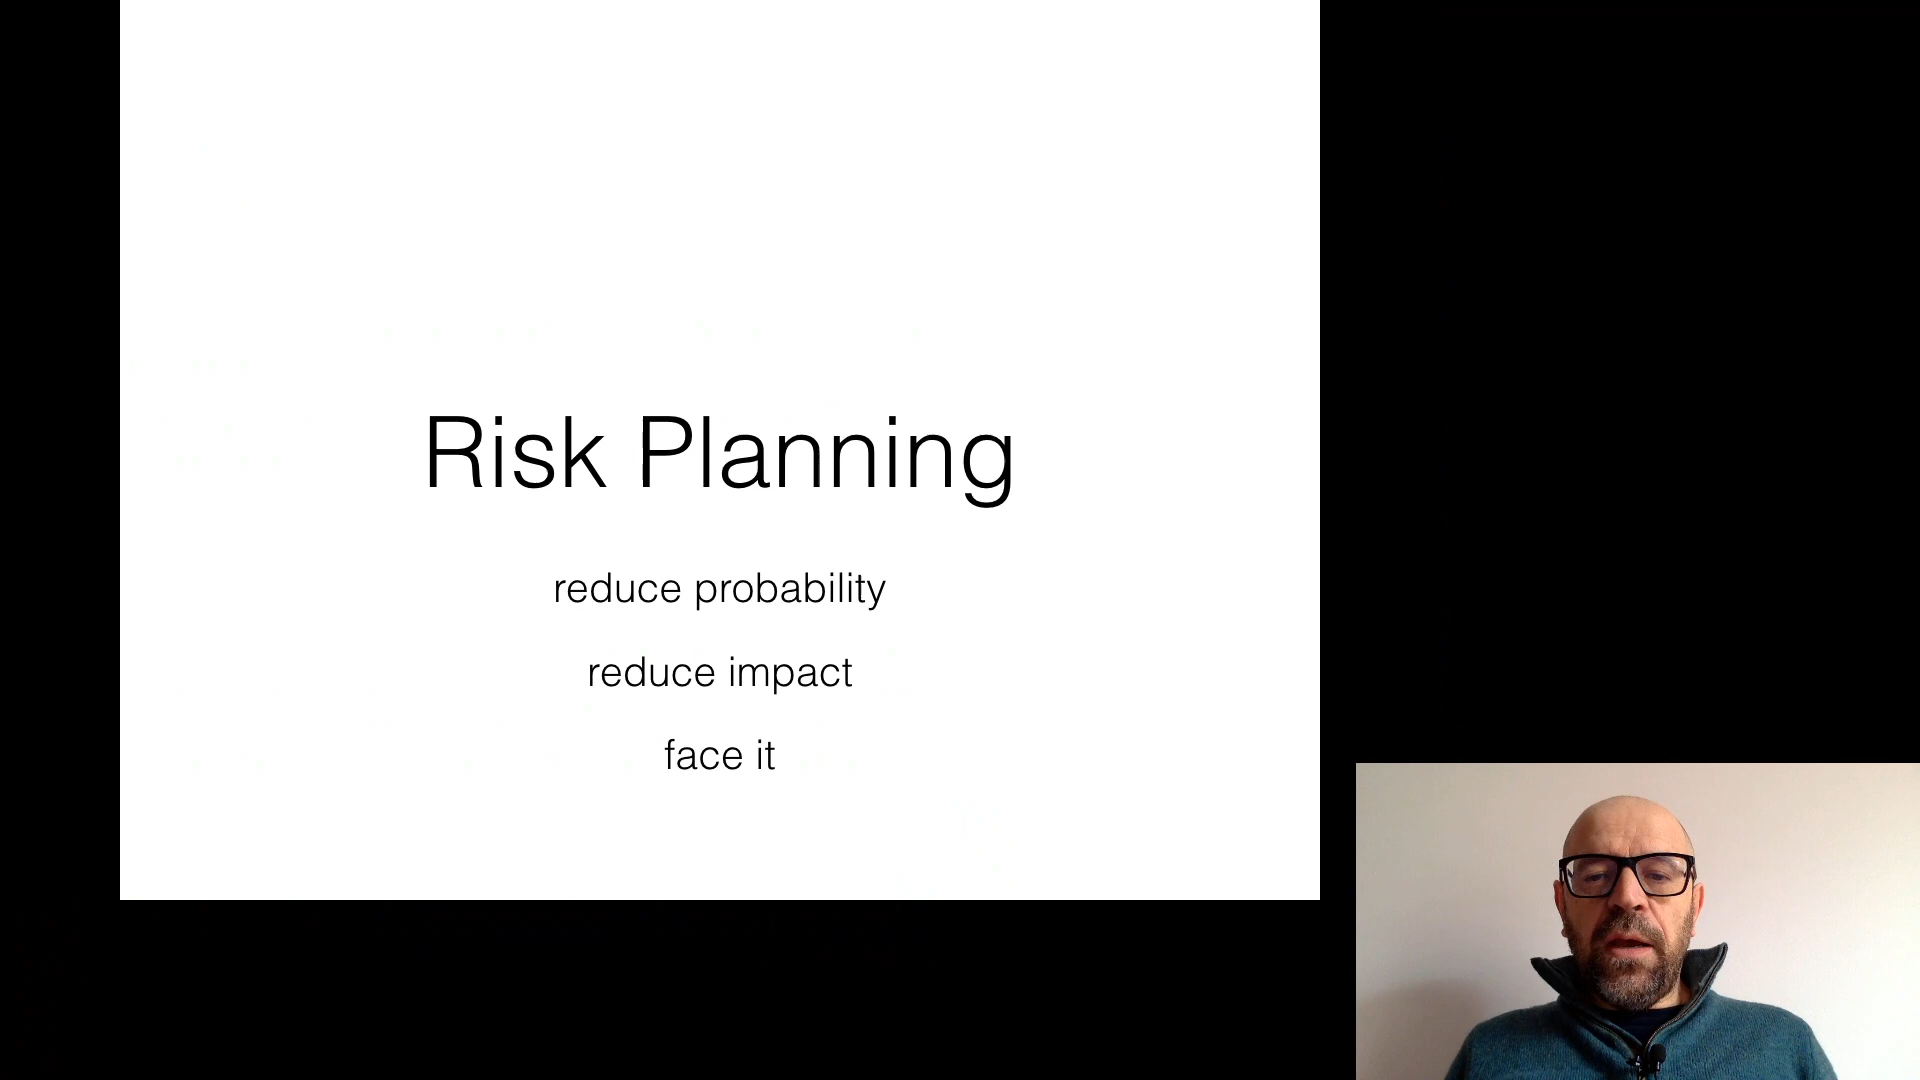 Risk Planning
reduce probability
reduce impact
face it